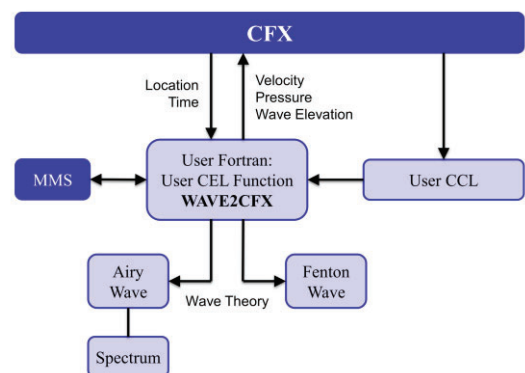 CFX
Location
Time
Velocity
Pressure
Wave Elevation
MMS
User Fortran:
User CEL Function
WAVE2CFX
User CCL
Airy
Wave
Wave Theory
Fenton
Wave
Spectrum